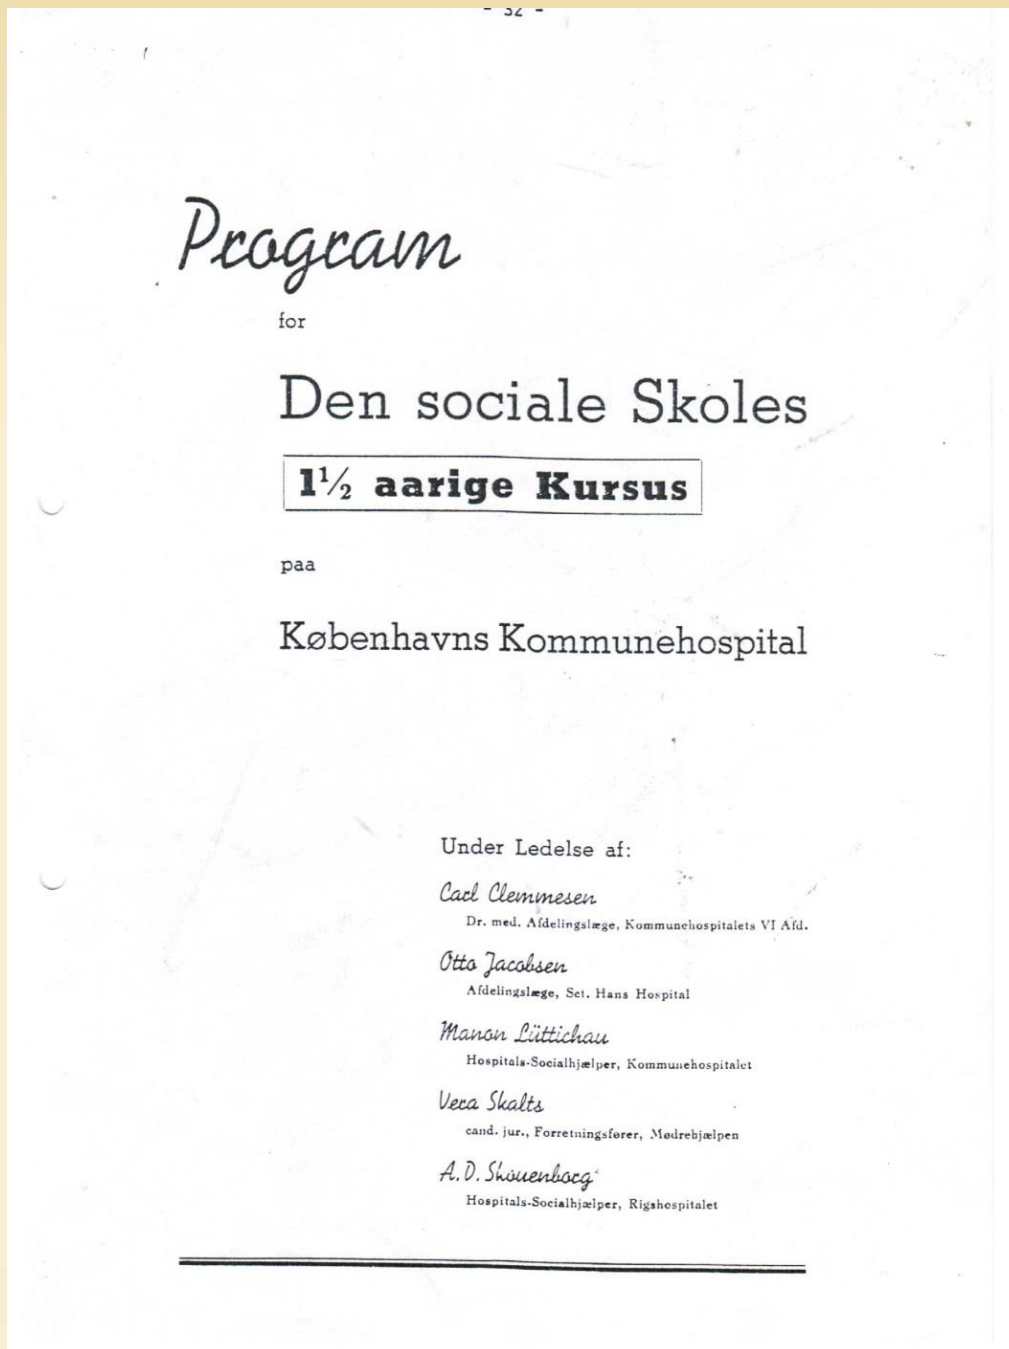 - 32 -
Program
for
Den sociale Skoles
1½ aarige Kursus
paa
Københavns Kommunehospital
Under Ledelse af:
Carl Clemmesen
Dr. med. Afdelingslæge, Kommunehospitalets VI Afd.
Otto Jacobsen
Afdelingslæge, Sct. Hans Hospital
Manon Lüttichau
Hospitals-Socialhjælper, Kommunehospitalet
Vera Skalts
cand. jur., Forretningsfører, Mødrehjælpen
A. D. Skouenborg
Hospitals-Socialhjælper, Rigshospitalet